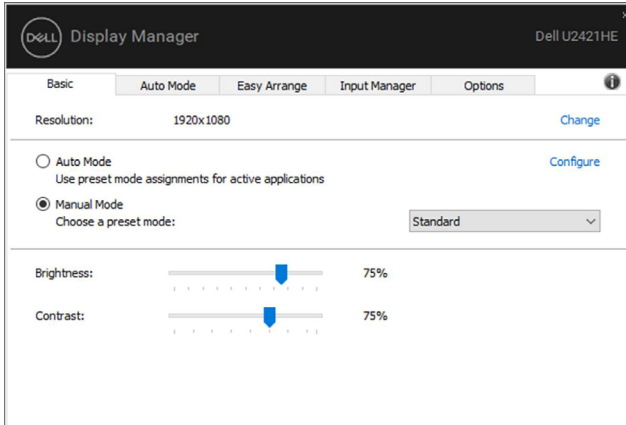 DELL Display Manager Dell U2421HE
Basic Auto Mode Easy Arrange Input Manager Options
Resolution: 1920x1080 Change
Auto Mode Configure
Use preset mode assignments for active applications
Manual Mode
Choose a preset mode: Standard
Brightness: 75%
Contrast: 75%